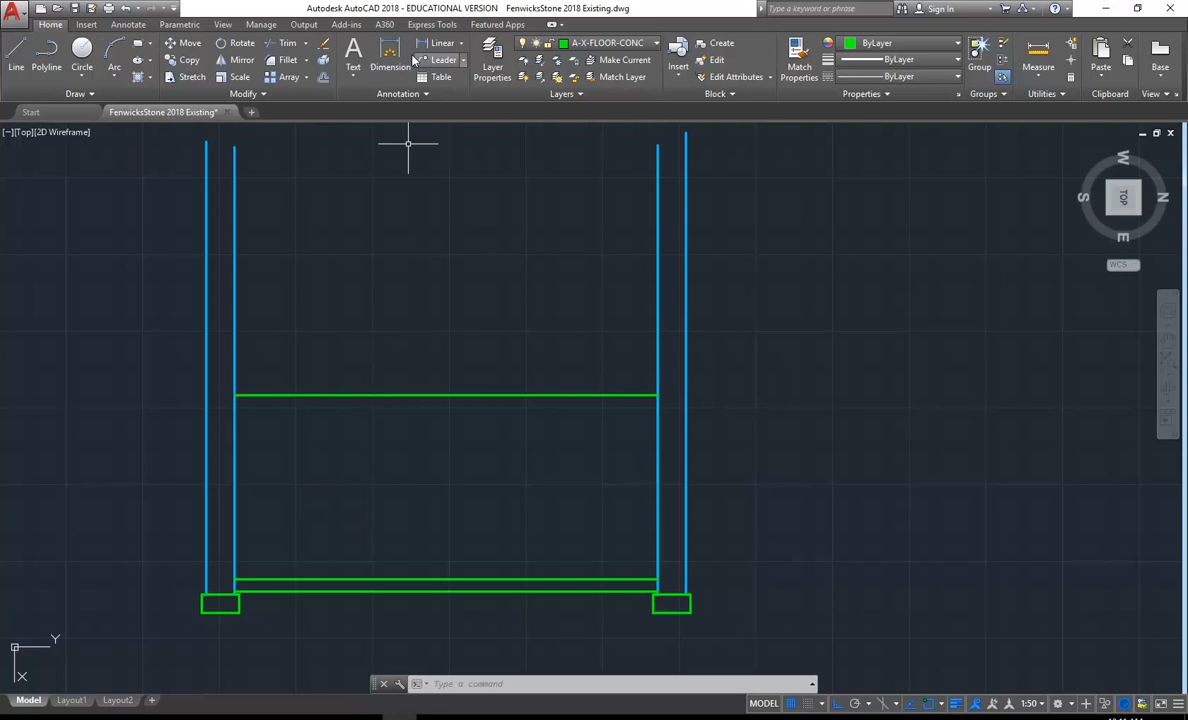 Autodesk AutoCAD 2018 - EDUCATIONAL VERSION FenwicksStone 2018 Existing.dwg
Type a keyword or phrase
Sign In
Home Insert Annotate Parametric View Manage Output Add-ins A360 Express Tools Featured Apps
Line Polyline Circle Arc
Move Rotate Trim
Copy Mirror Fillet
Stretch Scale Array
Text Dimension
Linear
Leader
Table
Layer Properties
A-X-FLOOR-CONC
Make Current
Match Layer
Insert
Create
Edit
Edit Attributes
Match Properties
ByLayer
ByLayer
ByLayer
Group
Measure
Paste
Base
Draw Modify Annotation Layers Block Properties Groups Utilities Clipboard View
Start FenwicksStone 2018 Existing*
[−][Top][2D Wireframe]
W
S TOP N
E
WCS
Y
X
Type a command
Model Layout1 Layout2
MODEL
1:50